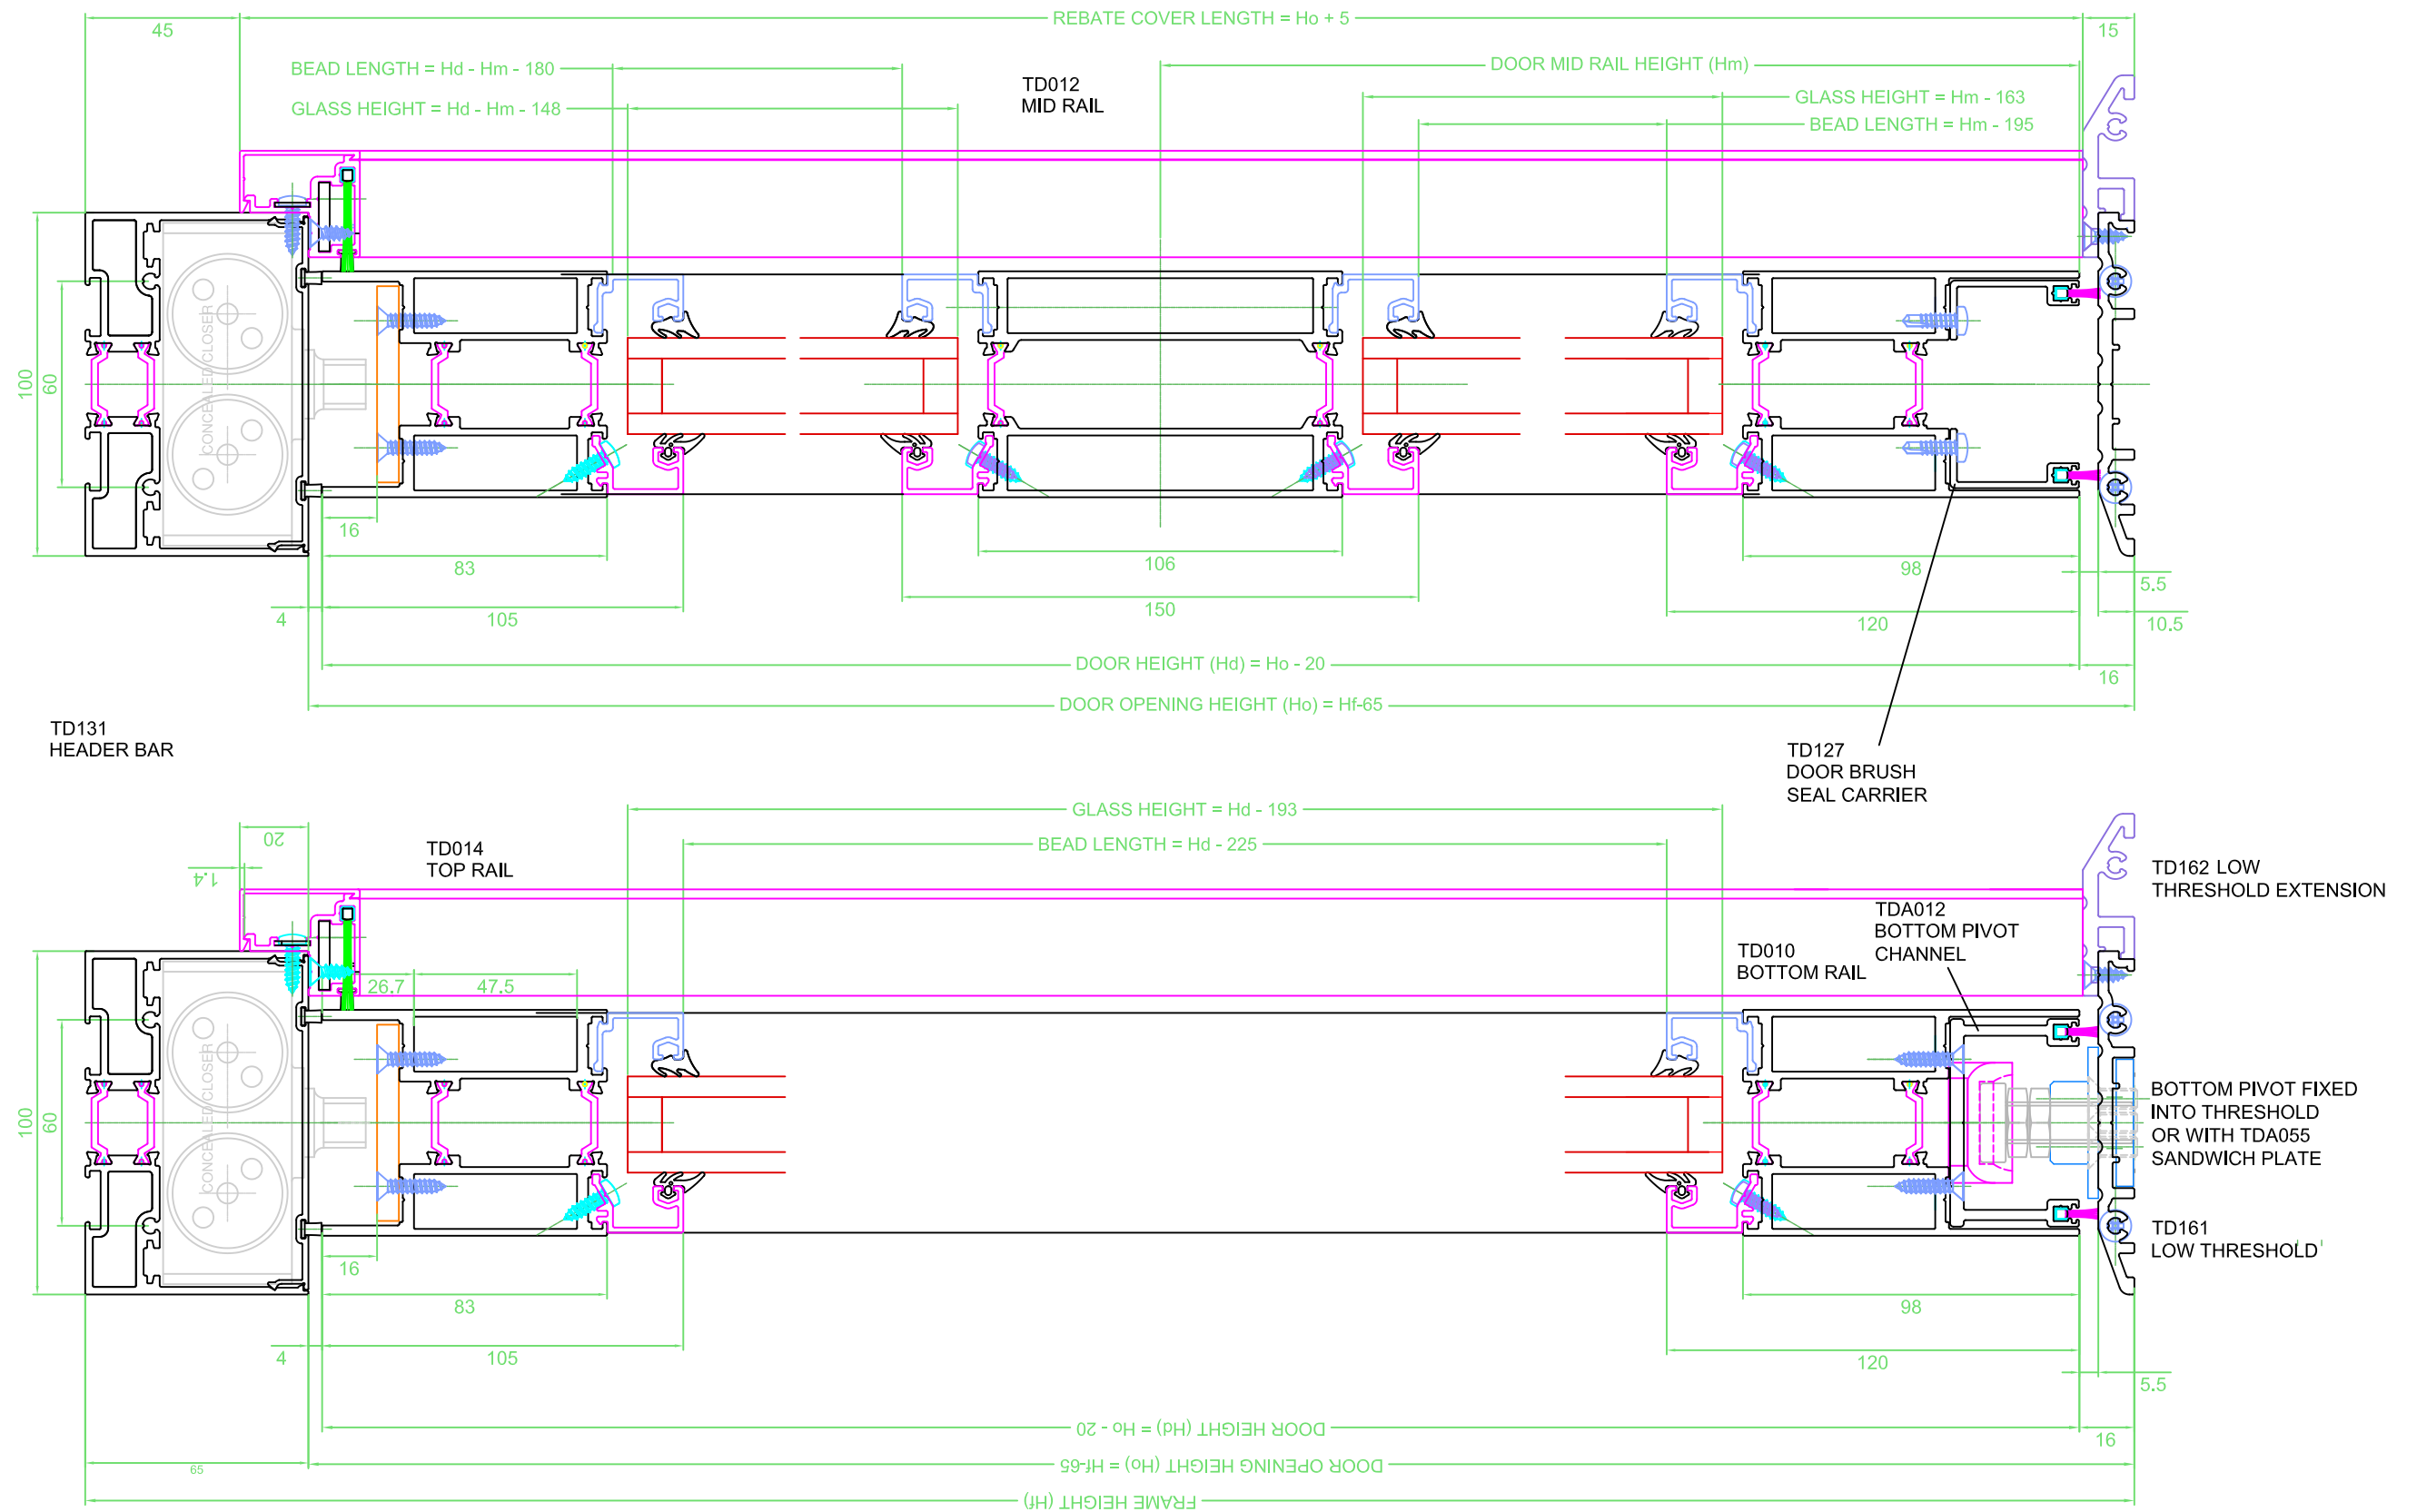 REBATE COVER LENGTH = Ho + 5
45
15
BEAD LENGTH = Hd - Hm - 180
DOOR MID RAIL HEIGHT (Hm)
TD012
MID RAIL
GLASS HEIGHT = Hd - Hm - 148
GLASS HEIGHT = Hm - 163
BEAD LENGTH = Hm - 195
CONCEALED CLOSER
100
60
16
83
106
98
4
105
150
120
5.5
10.5
DOOR HEIGHT (Hd) = Ho - 20
16
DOOR OPENING HEIGHT (Ho) = Hf-65
TD131
HEADER BAR
TD127
DOOR BRUSH
SEAL CARRIER
GLASS HEIGHT = Hd - 193
20
BEAD LENGTH = Hd - 225
TD014
TOP RAIL
1.4
TD162 LOW
THRESHOLD EXTENSION
TDA012
BOTTOM PIVOT
CHANNEL
TD010
BOTTOM RAIL
26.7
47.5
CONCEALED CLOSER
100
60
BOTTOM PIVOT FIXED
INTO THRESHOLD
OR WITH TDA055
SANDWICH PLATE
TD161
LOW THRESHOLD
16
83
98
4
105
120
5.5
DOOR HEIGHT (Hd) = Ho - 20
16
65
DOOR OPENING HEIGHT (Ho) = Hf-65
FRAME HEIGHT (Hf)